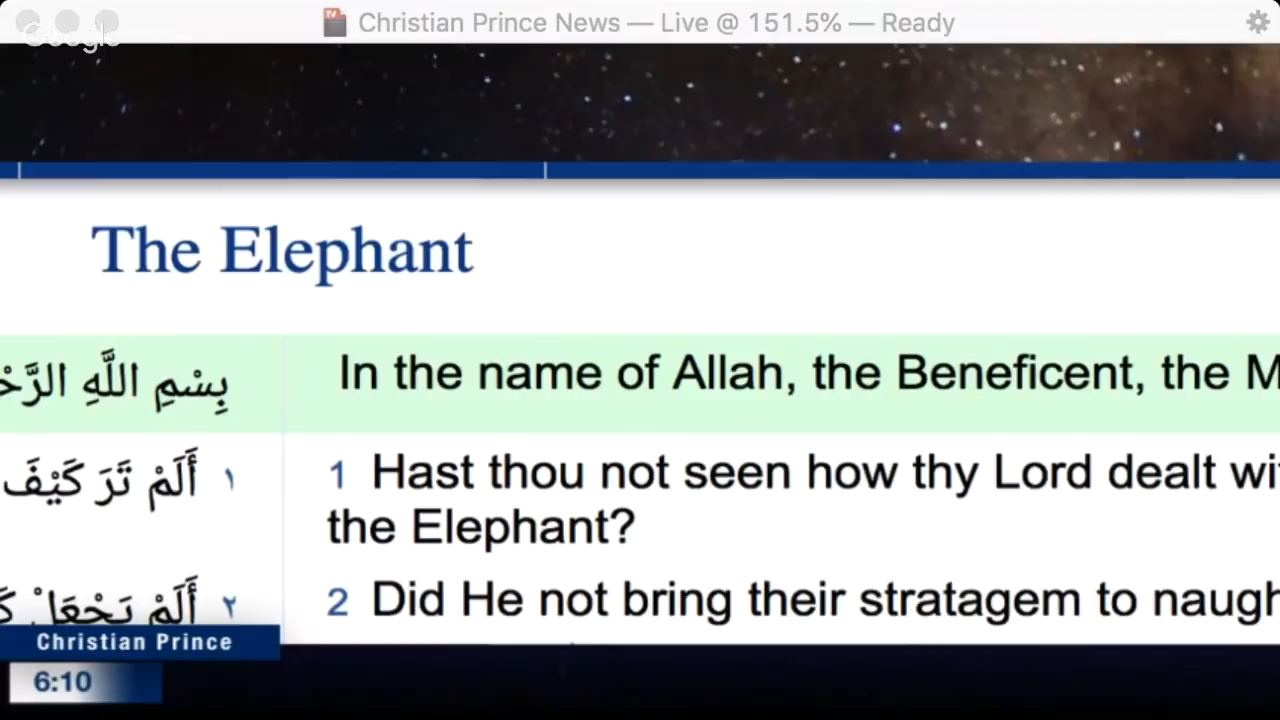 Christian Prince News — Live @ 151.5% — Ready
Google
The Elephant
بِسْمِ اللَّهِ
In the name of Allah, the Beneficent, the
١ أَلَمْ تَرَ كَيْفَ
1 Hast thou not seen how thy Lord dealt
the Elephant?
٢ أَلَمْ يَجْعَلْ
2 Did He not bring their stratagem to
Christian Prince
6:10